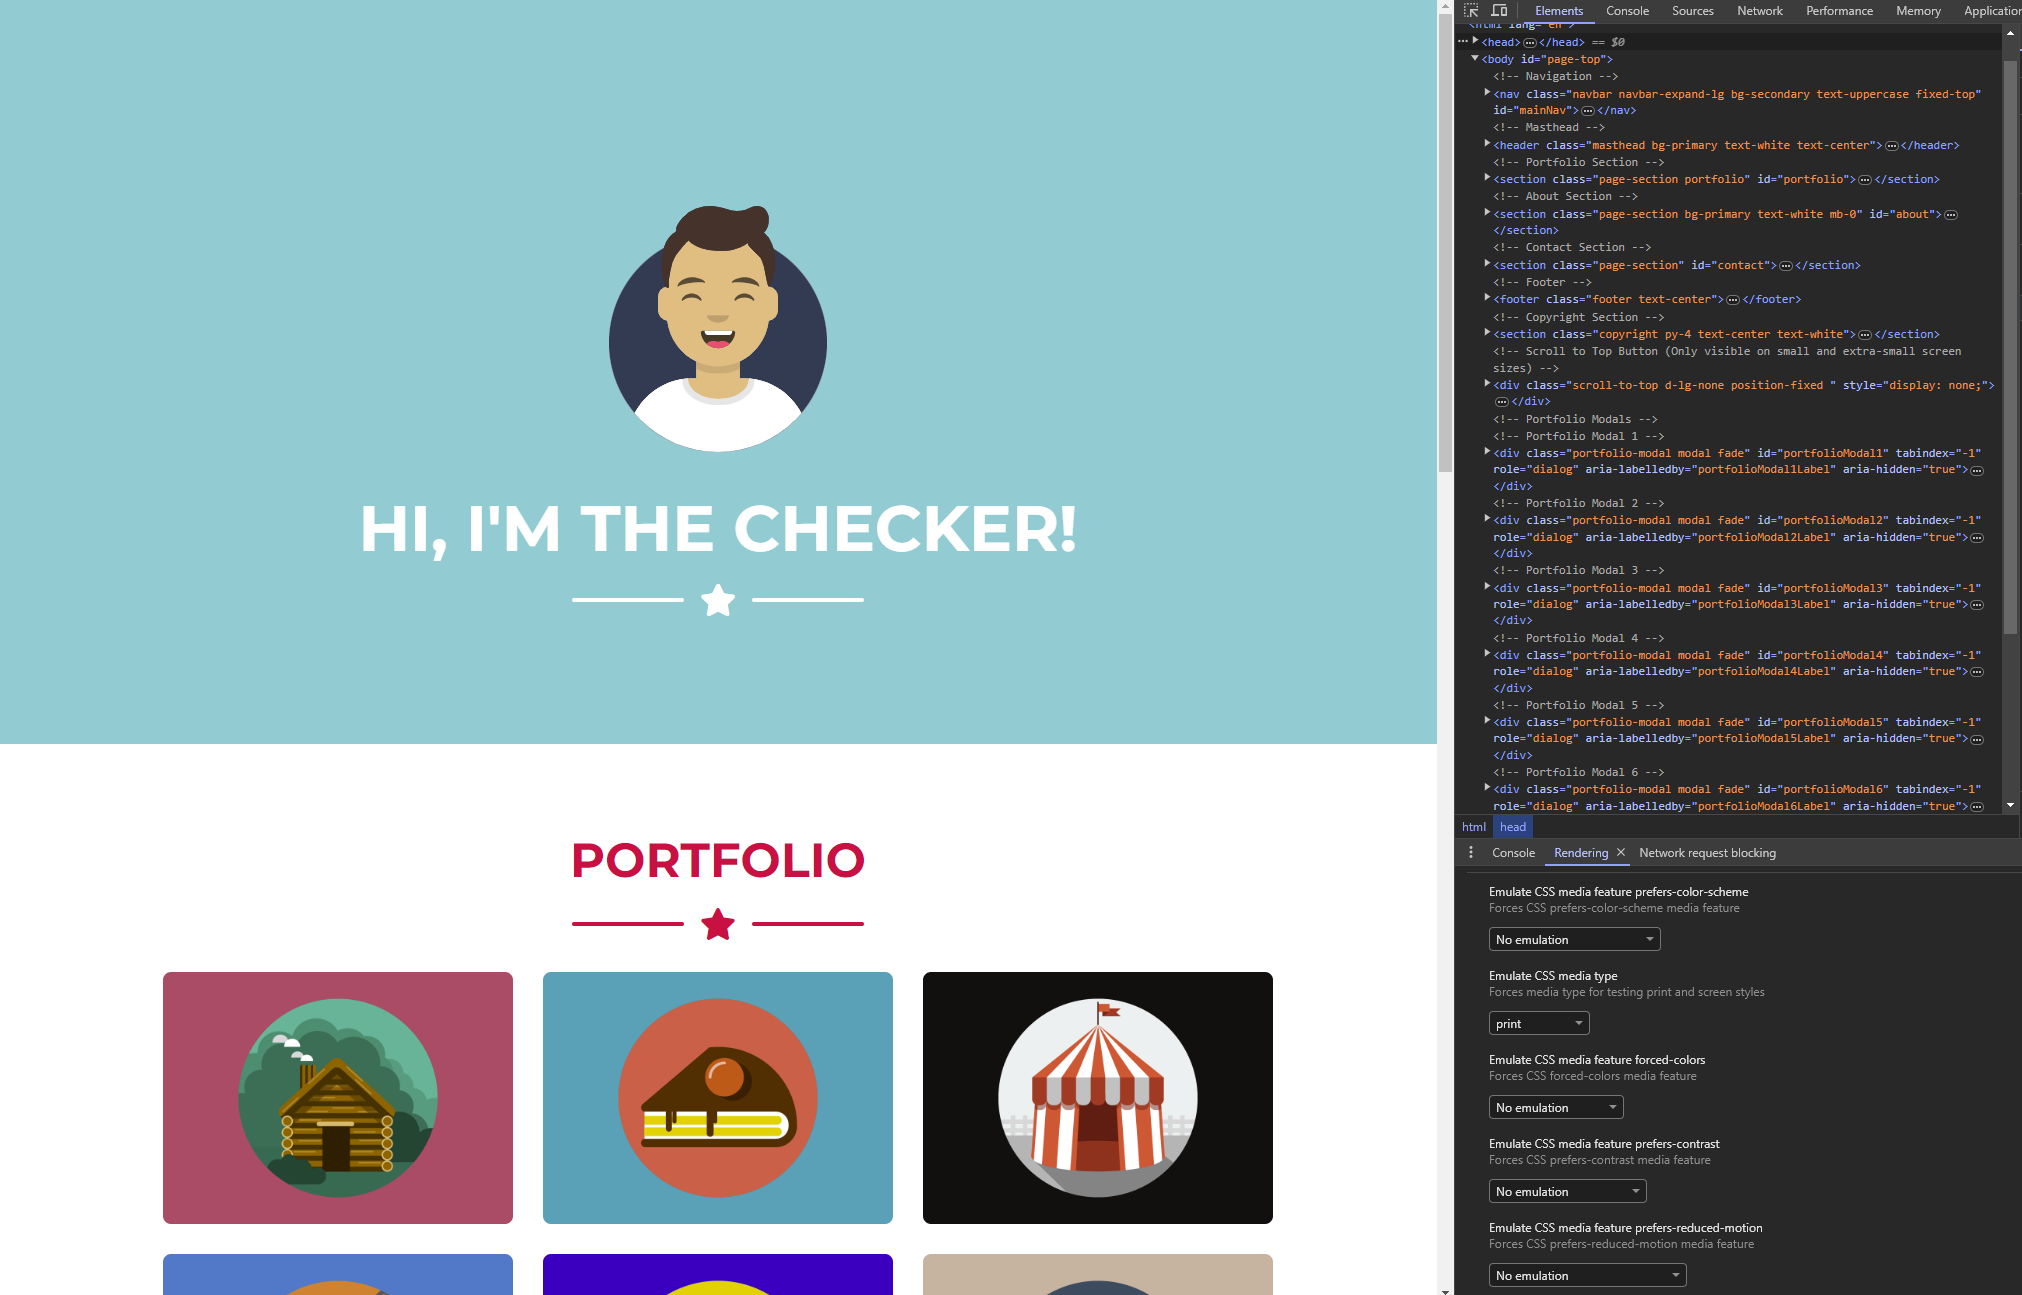 HI, I'M THE CHECKER!
PORTFOLIO
Elements Console Sources Network Performance Memory Application
<html lang="en">
<head> </head> == $0
<body id="page-top">
<!-- Navigation -->
<nav class="navbar navbar-expand-lg bg-secondary text-uppercase fixed-top"
id="mainNav"> </nav>
<!-- Masthead -->
<header class="masthead bg-primary text-white text-center"> </header>
<!-- Portfolio Section -->
<section class="page-section portfolio" id="portfolio"> </section>
<!-- About Section -->
<section class="page-section bg-primary text-white mb-0" id="about">
</section>
<!-- Contact Section -->
<section class="page-section" id="contact"> </section>
<!-- Footer -->
<footer class="footer text-center"> </footer>
<!-- Copyright Section -->
<section class="copyright py-4 text-center text-white"> </section>
<!-- Scroll to Top Button (Only visible on small and extra-small screen
sizes) -->
<div class="scroll-to-top d-lg-none position-fixed " style="display: none;">
</div>
<!-- Portfolio Modals -->
<!-- Portfolio Modal 1 -->
<div class="portfolio-modal modal fade" id="portfolioModal1" tabindex="-1"
role="dialog" aria-labelledby="portfolioModal1Label" aria-hidden="true">
</div>
<!-- Portfolio Modal 2 -->
<div class="portfolio-modal modal fade" id="portfolioModal2" tabindex="-1"
role="dialog" aria-labelledby="portfolioModal2Label" aria-hidden="true">
</div>
<!-- Portfolio Modal 3 -->
<div class="portfolio-modal modal fade" id="portfolioModal3" tabindex="-1"
role="dialog" aria-labelledby="portfolioModal3Label" aria-hidden="true">
</div>
<!-- Portfolio Modal 4 -->
<div class="portfolio-modal modal fade" id="portfolioModal4" tabindex="-1"
role="dialog" aria-labelledby="portfolioModal4Label" aria-hidden="true">
</div>
<!-- Portfolio Modal 5 -->
<div class="portfolio-modal modal fade" id="portfolioModal5" tabindex="-1"
role="dialog" aria-labelledby="portfolioModal5Label" aria-hidden="true">
</div>
<!-- Portfolio Modal 6 -->
<div class="portfolio-modal modal fade" id="portfolioModal6" tabindex="-1"
role="dialog" aria-labelledby="portfolioModal6Label" aria-hidden="true">
html head
Console Rendering Network request blocking
Emulate CSS media feature prefers-color-scheme
Forces CSS prefers-color-scheme media feature
No emulation
Emulate CSS media type
Forces media type for testing print and screen styles
print
Emulate CSS media feature forced-colors
Forces CSS forced-colors media feature
No emulation
Emulate CSS media feature prefers-contrast
Forces CSS prefers-contrast media feature
No emulation
Emulate CSS media feature prefers-reduced-motion
Forces CSS prefers-reduced-motion media feature
No emulation